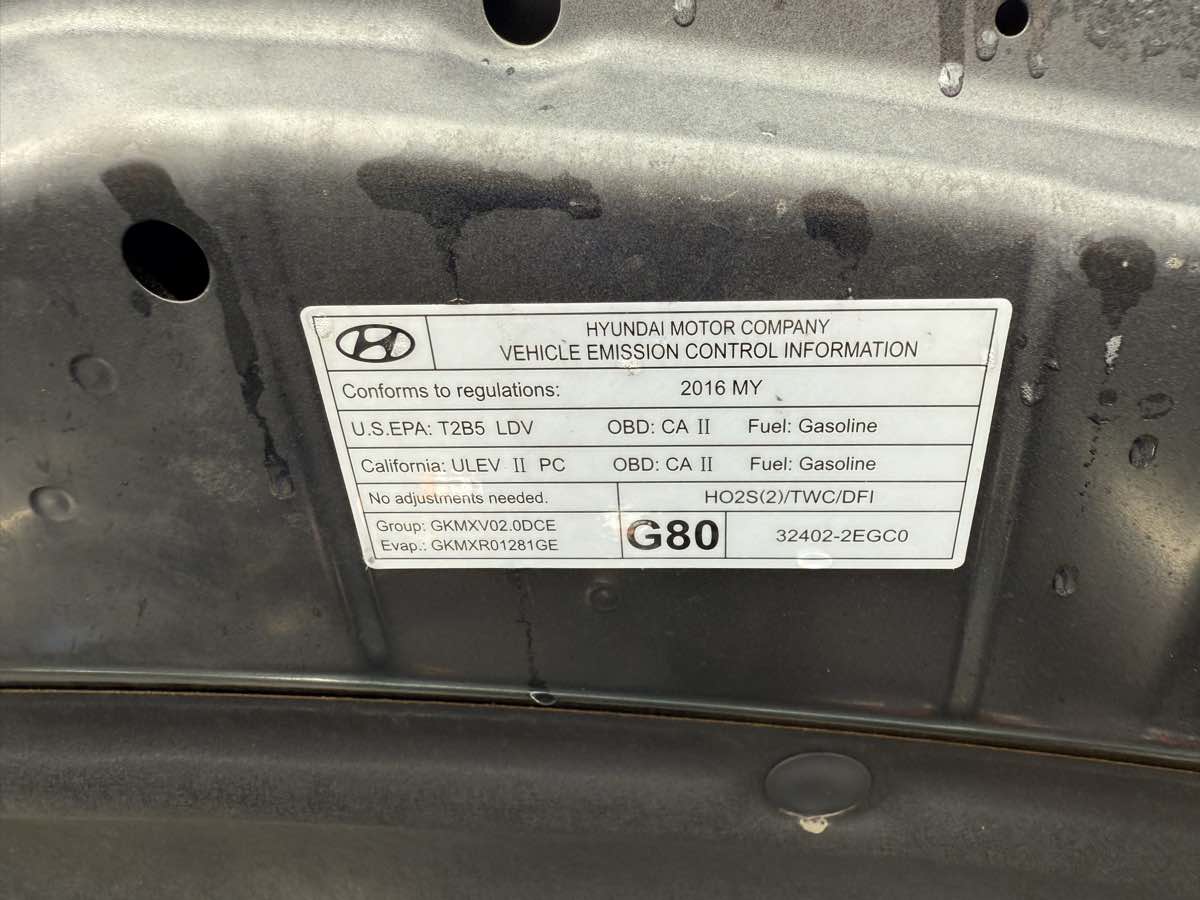 HYUNDAI MOTOR COMPANY
VEHICLE EMISSION CONTROL INFORMATION
Conforms to regulations: 2016 MY
U.S.EPA: T2B5 LDV OBD: CA II Fuel: Gasoline
California: ULEV II PC OBD: CA II Fuel: Gasoline
No adjustments needed. HO2S(2)/TWC/DFI
Group: GKMXV02.0DCE
Evap.: GKMXR01281GE
G80
32402-2EGC0